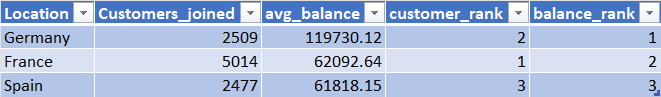 Location Customers_joined avg_balance customer_rank balance_rank
Germany 2509 119730.12 2 1
France 5014 62092.64 1 2
Spain 2477 61818.15 3 3